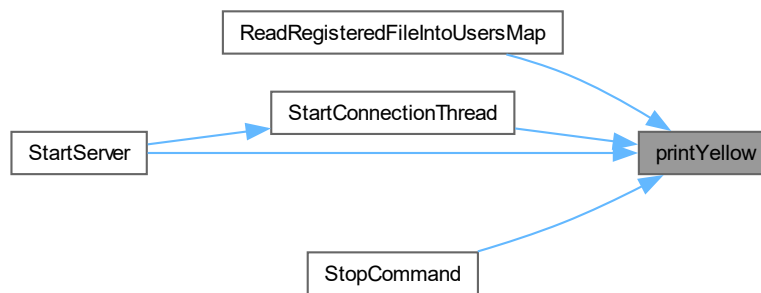 ReadRegisteredFileIntoUsersMap
StartConnectionThread
StartServer
printYellow
StopCommand